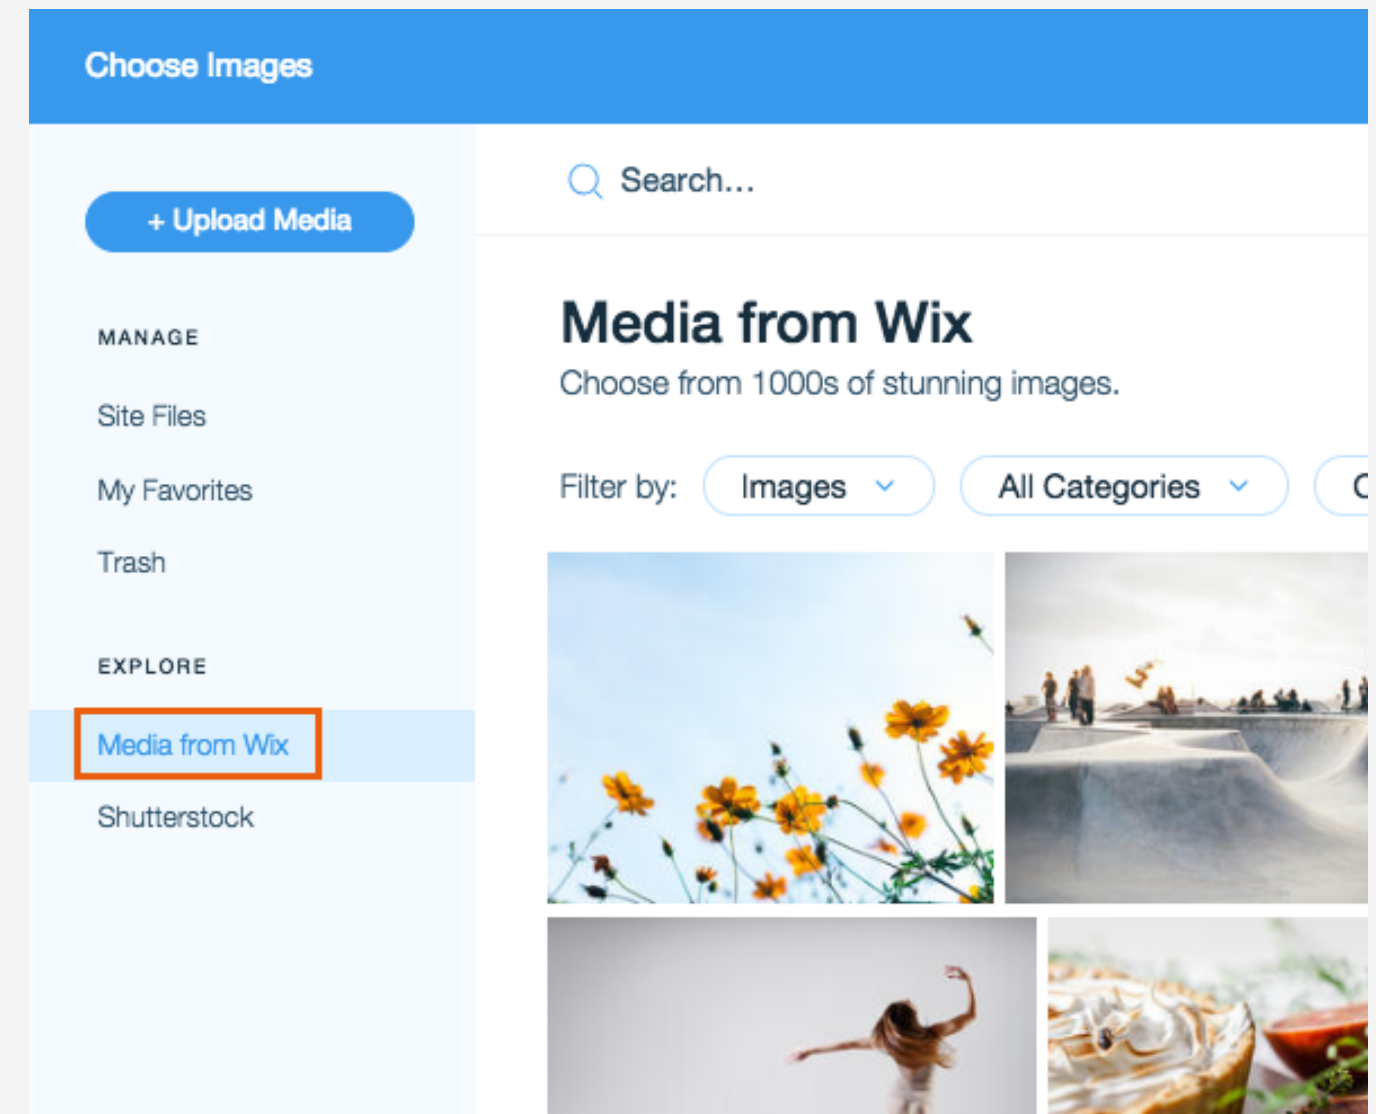 Choose Images
Search...
+ Upload Media
Media from Wix
Choose from 1000s of stunning images.
MANAGE
Site Files
My Favorites
Trash
Filter by:
Images
All Categories
EXPLORE
Media from Wix
Shutterstock